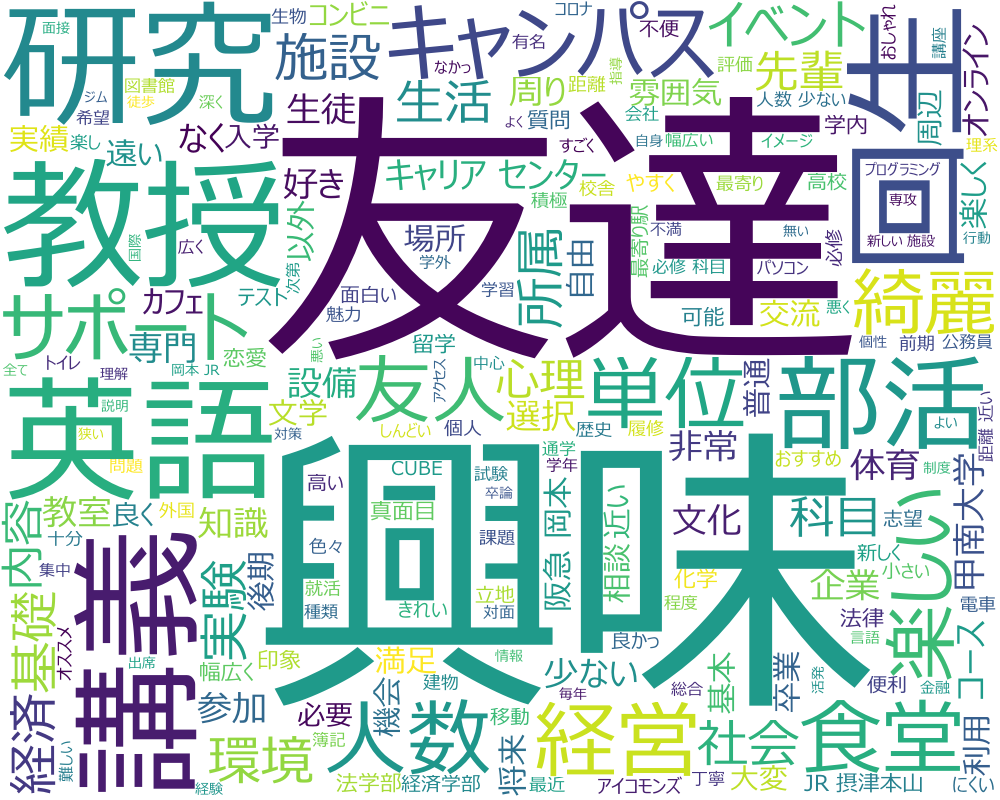 面接
生物
コンビニ
コロナ
不便
イベント
おしゃれ
講座
オンライン
研究
施設
キャンパス
有名
なかっ
先輩
評価
生
図書館
ジム
希望
徒歩
深く
生徒
生活
周り
距離
指導
雰囲気
人数 少ない
周辺
理系
実績
楽し
なく
入学
よく
質問
会社
自身
幅広い
イメージ
学内
遠い
好き
キャリア センター
すごく
校舎
やすく
最寄り
高校
回
プログラミング
専攻
新しい 施設
楽しく
行動
教授
国際
広く
以外
次第
友達
積極
場所
学外
所属
自由
最寄り駅
不満
無い
必修 科目
パソコン
必修
サポート
カフェ
テスト
面白い
魅力
学習
可能
交流
悪く
綺麗
専門
恋愛
悪い
留学
アクセス
中心
個性
前期
公務員
全て
トイレ
理解
岡本 JR
設備
友人
心理
選択
単位
普通
部活
距離 近い
英語
説明
狭い
文学
対策
しんどい
個人
歴史
履修
非常
おすすめ
よい
制度
問題
CUBE
試験
通学
学年
体育
甲南大学
内容
教室
良く
外国
知識
高い
真面目
卒論
阪急 岡本
相談
近い
文化
科目
志望
楽しい
十分
集中
講義
実験
後期
色々
興味
課題
新しく
小さい
基礎
就活
種類
きれい
立地
対面
化学
程度
企業
法律
電車
言語
オススメ
出席
幅広く
印象
満足
情報
良かっ
少ない
基本
卒業
コース
便利
金融
経済
難しい
参加
機会
建物
毎年
総合
活発
必要
人数
移動
経営
社会
食堂
利用
環境
簿記
将来
経験
法学部
経済学部
最近
アイコモンズ
丁寧
大変
JR 摂津本山
にくい